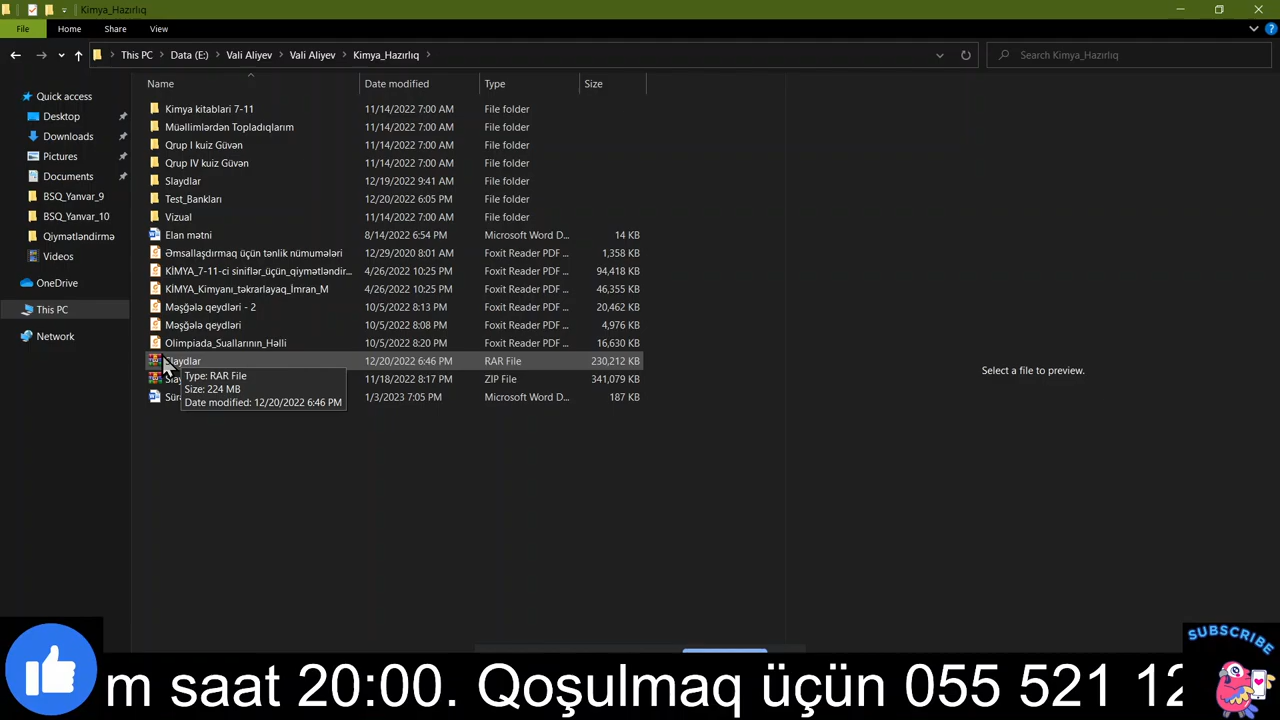 Kimya_Hazırlıq
File Home Share View
This PC Data (E:) Vali Aliyev Vali Aliyev Kimya_Hazırlıq
Search Kimya_Hazırlıq
Name Date modified Type Size
Quick access
Desktop
Downloads
Pictures
Documents
BSQ_Yanvar_9
BSQ_Yanvar_10
Qiymətləndirmə
Videos
OneDrive
This PC
Network
Kimya kitablari 7-11 11/14/2022 7:00 AM File folder
Müəllimlərdən Topladıqlarım 11/14/2022 7:00 AM File folder
Qrup I kuiz Güvən 11/14/2022 7:00 AM File folder
Qrup IV kuiz Güvən 11/14/2022 7:00 AM File folder
Slaydlar 12/19/2022 9:41 AM File folder
Test_Bankları 12/20/2022 6:05 PM File folder
Vizual 11/14/2022 7:00 AM File folder
Elan mətni 8/14/2022 6:54 PM Microsoft Word D... 14 KB
Əmsallaşdırmaq üçün tənlik nümunələri 12/29/2020 8:01 AM Foxit Reader PDF ... 1,358 KB
KİMYA_7-11-ci siniflər_üçün_qiymətləndir... 4/26/2022 10:25 PM Foxit Reader PDF ... 94,418 KB
KİMYA_Kimyanı_təkrarlayaq_İmran_M 4/26/2022 10:25 PM Foxit Reader PDF ... 46,355 KB
Məşğələ qeydləri - 2 10/5/2022 8:13 PM Foxit Reader PDF ... 20,462 KB
Məşğələ qeydləri 10/5/2022 8:08 PM Foxit Reader PDF ... 4,976 KB
Olimpiada_Suallarının_Həlli 10/5/2022 8:20 PM Foxit Reader PDF ... 16,630 KB
Slaydlar 12/20/2022 6:46 PM RAR File 230,212 KB
11/18/2022 8:17 PM ZIP File 341,079 KB
1/3/2023 7:05 PM Microsoft Word D... 187 KB
Type: RAR File
Size: 224 MB
Date modified: 12/20/2022 6:46 PM
Select a file to preview.
m saat 20:00. Qoşulmaq üçün 055 521 12
SUBSCRIBE